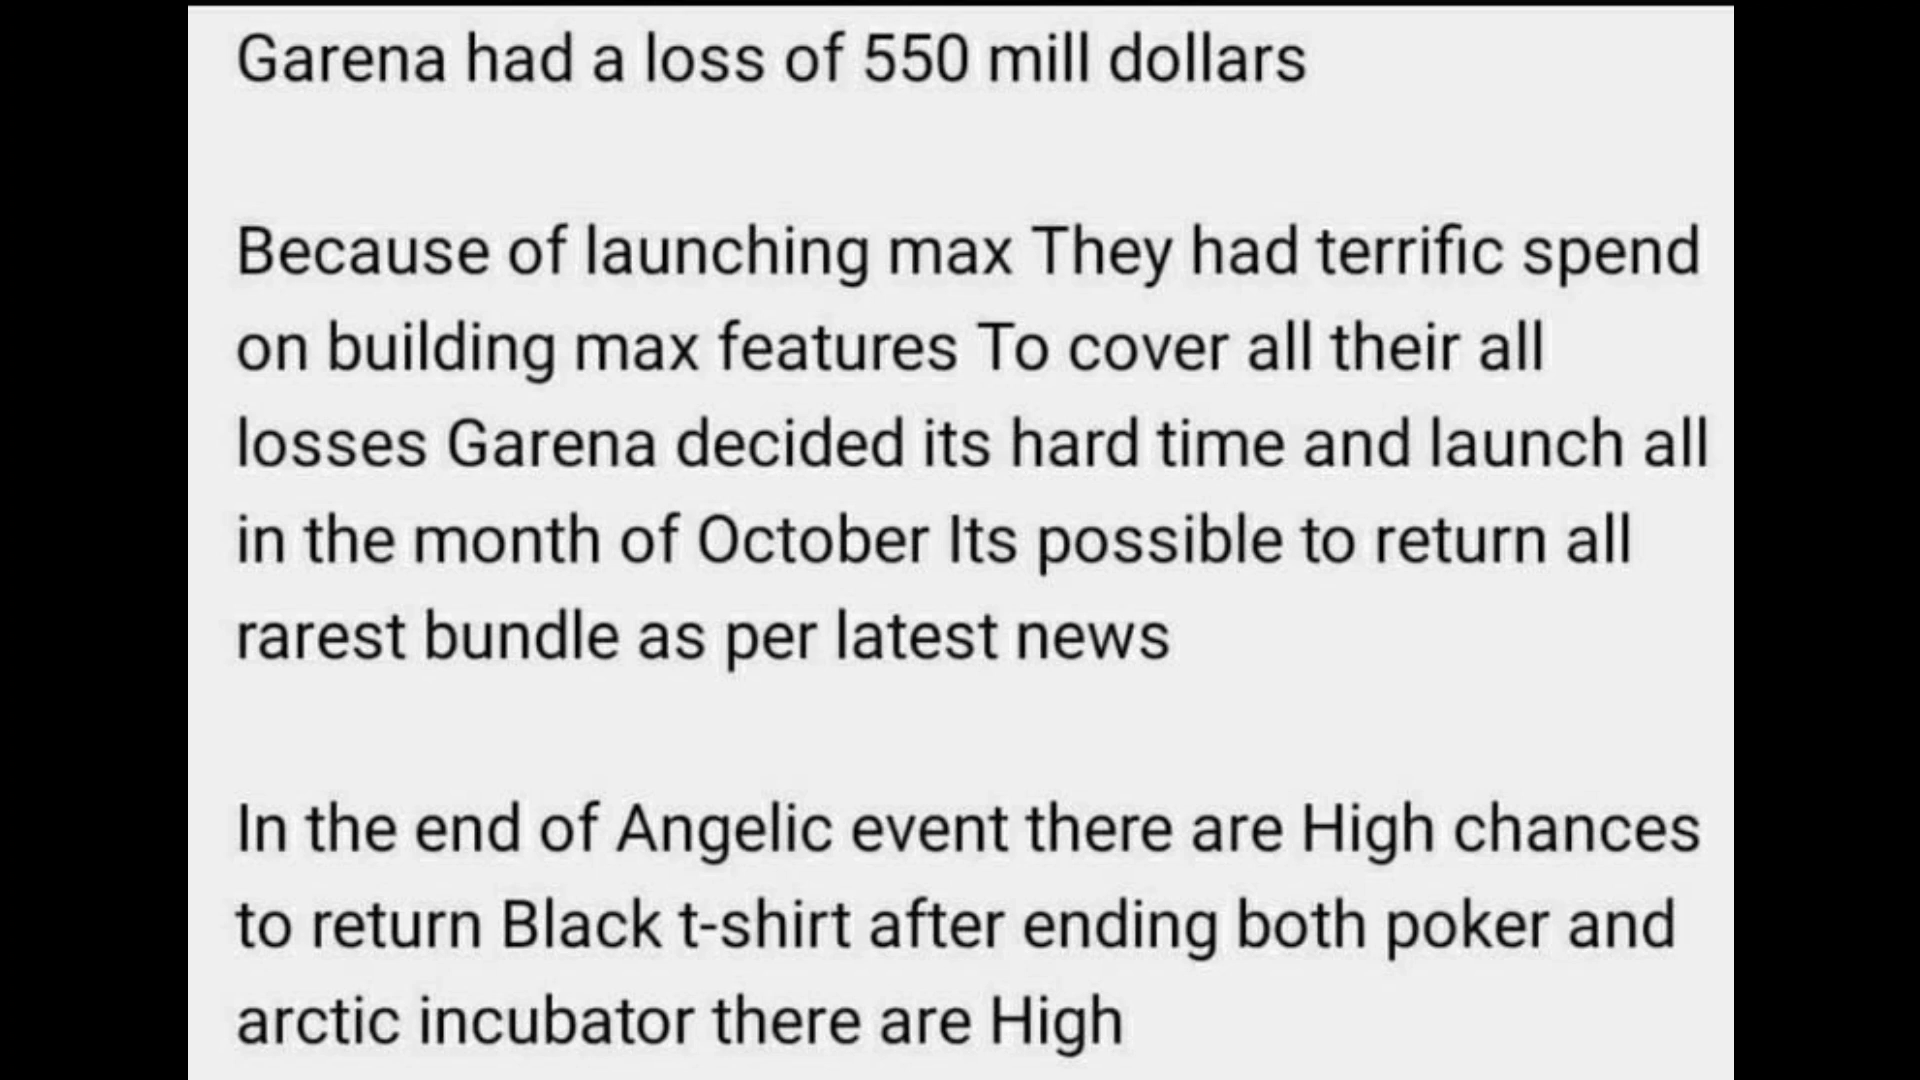 Garena had a loss of 550 mill dollars
Because of launching max They had terrific spend
on building max features To cover all their all
losses Garena decided its hard time and launch all
in the month of October Its possible to return all
rarest bundle as per latest news
In the end of Angelic event there are High chances
to return Black t-shirt after ending both poker and
arctic incubator there are High